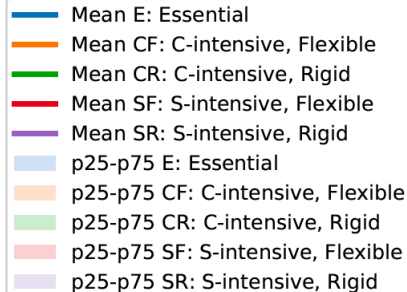 Mean E: Essential
Mean CF: C-intensive, Flexible
Mean CR: C-intensive, Rigid
Mean SF: S-intensive, Flexible
Mean SR: S-intensive, Rigid
p25-p75 E: Essential
p25-p75 CF: C-intensive, Flexible
p25-p75 CR: C-intensive, Rigid
p25-p75 SF: S-intensive, Flexible
p25-p75 SR: S-intensive, Rigid